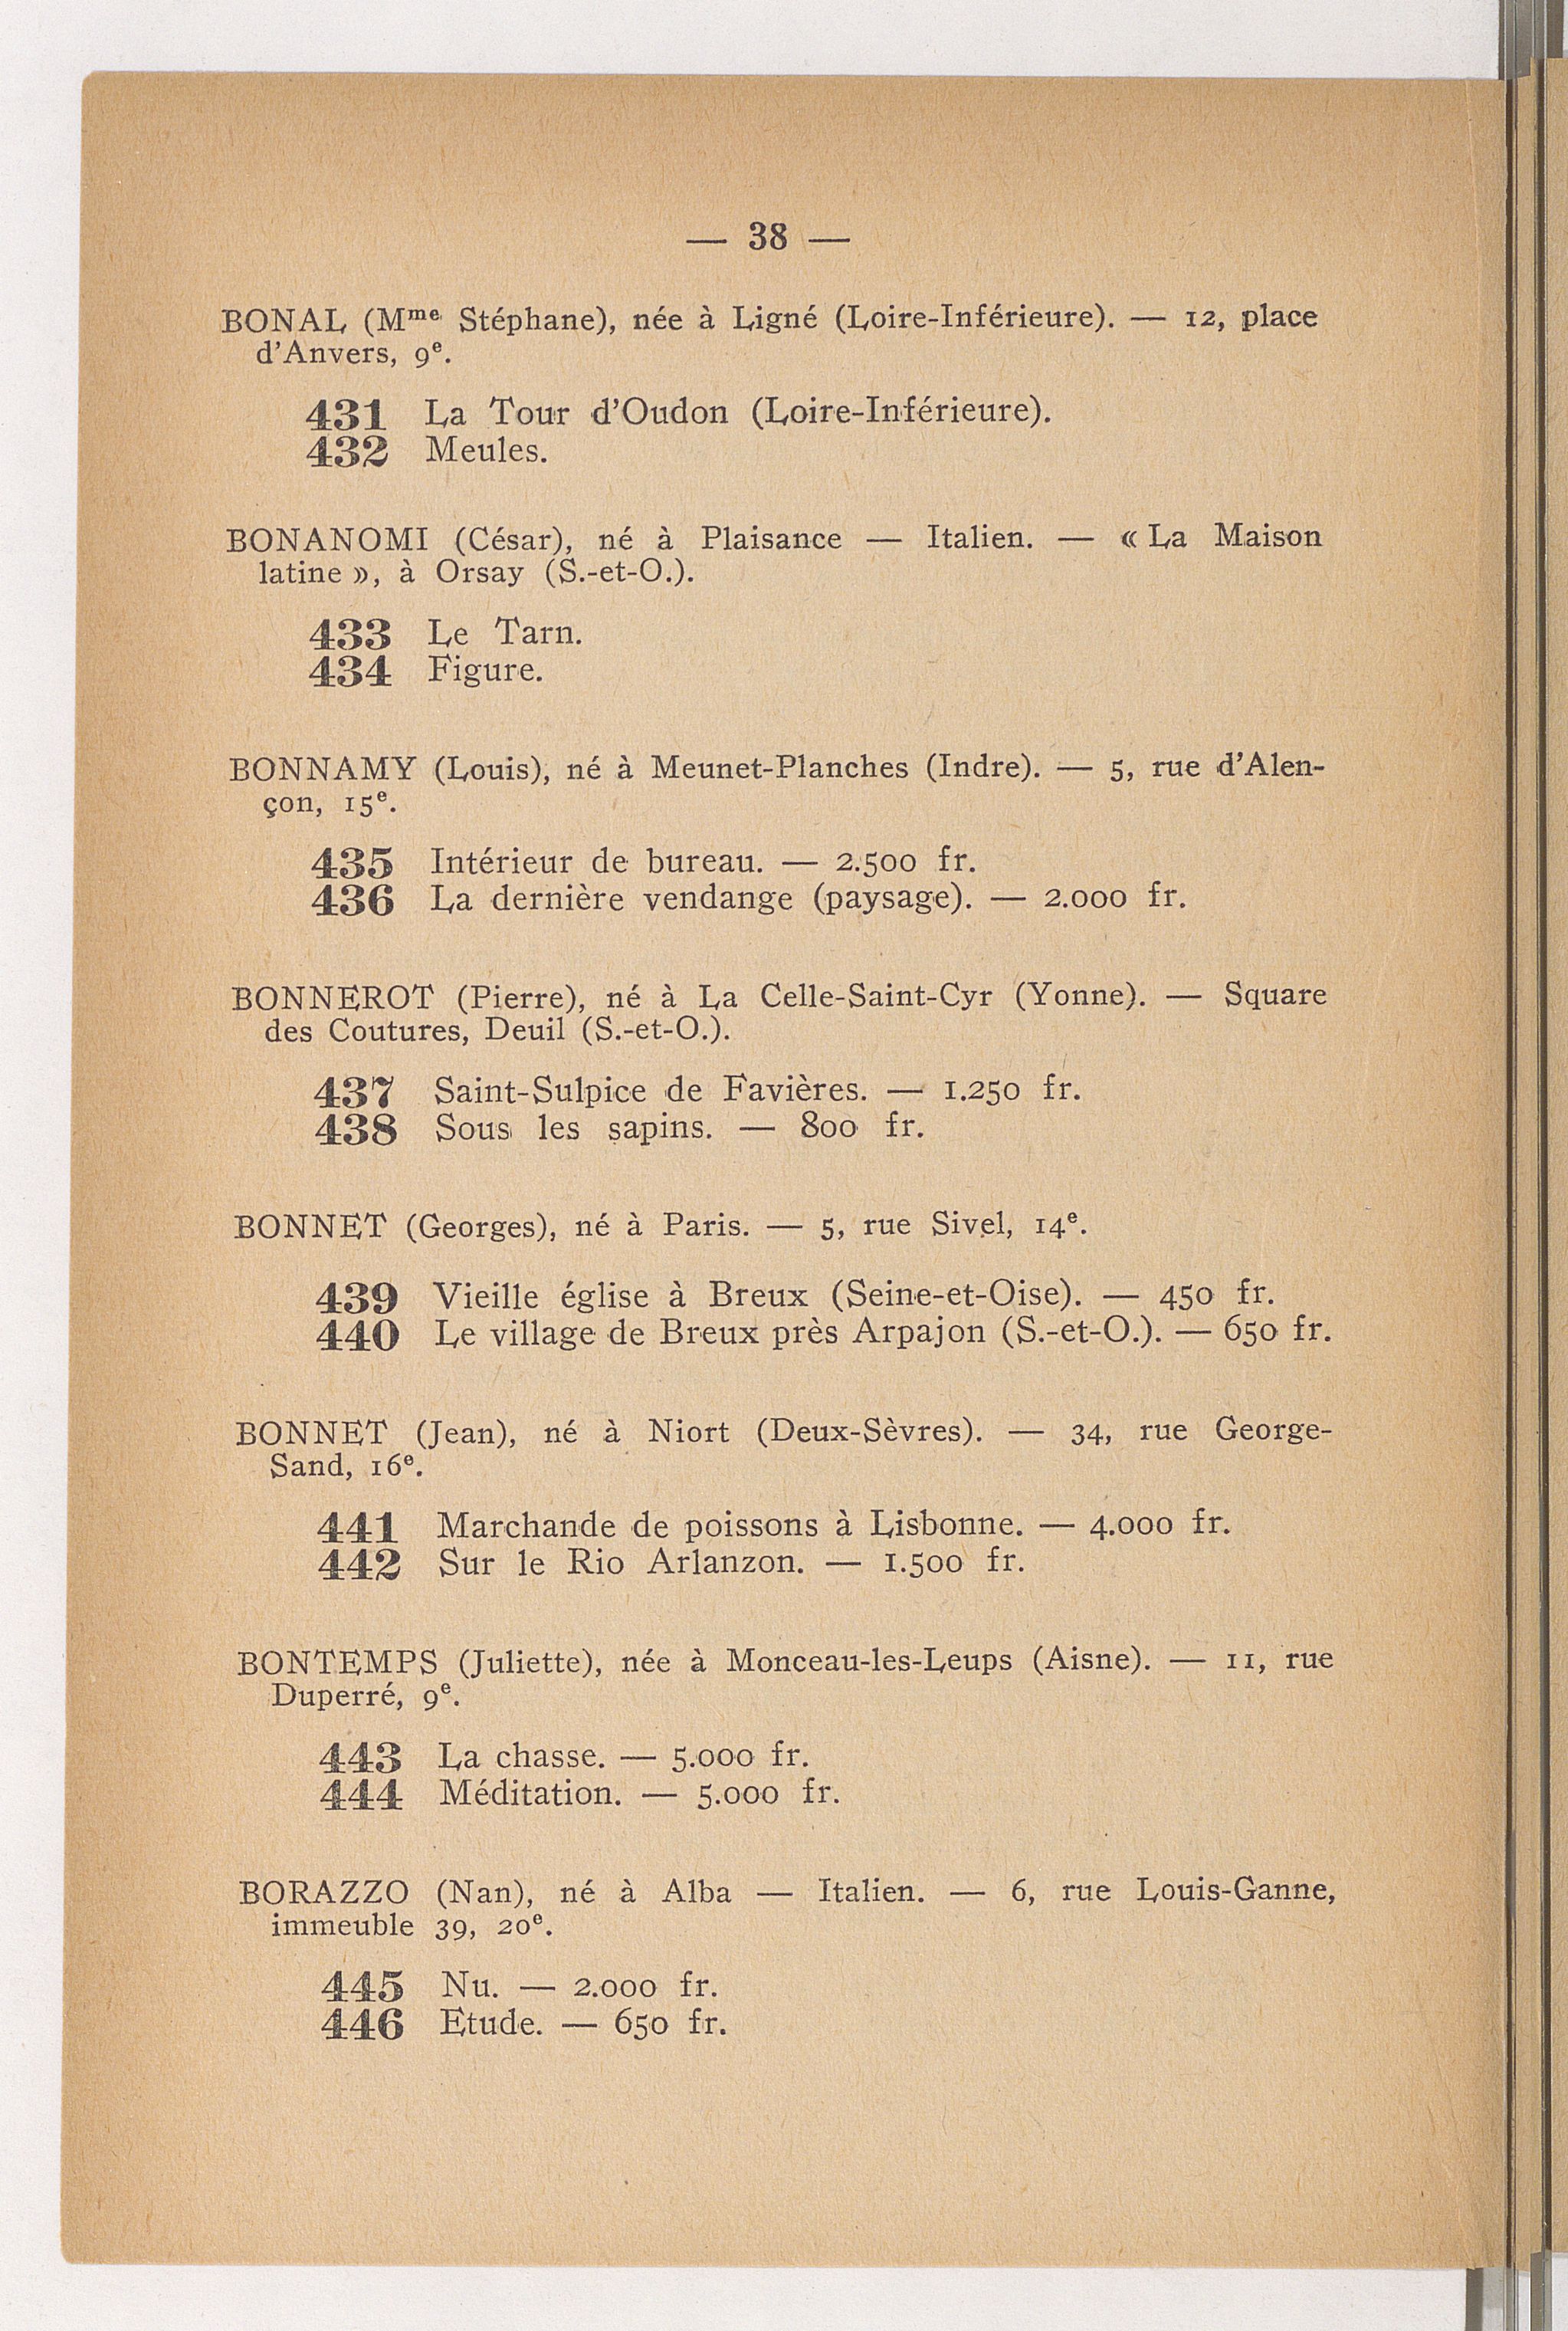 — 38 —
BONAL (Mme Stéphane), née à Ligné (Loire-Inférieure). — 12, place
d'Anvers, 9e.
431 La Tour d'Oudon (Loire-Inférieure).
432 Meules.
BONANOMI (César), né à Plaisance — Italien. — « La Maison
latine », à Orsay (S.-et-O.).
433 Le Tarn.
434 Figure.
BONNAMY (Louis), né à Meunet-Planches (Indre). — 5, rue d'Alen-
çon, 15e.
435 Intérieur de bureau. — 2.500 fr.
436 La dernière vendange (paysage). — 2.000 fr.
BONNEROT (Pierre), né à La Celle-Saint-Cyr (Yonne). — Square
des Coutures, Deuil (S.-et-O.).
437 Saint-Sulpice de Favières. — 1.250 fr.
438 Sous les sapins. — 800 fr.
BONNET (Georges), né à Paris. — 5, rue Sivel, 14e.
439 Vieille église à Breux (Seine-et-Oise). — 450 fr.
440 Le village de Breux près Arpajon (S.-et-O.). — 650 fr.
BONNET (Jean), né à Niort (Deux-Sèvres). — 34, rue George-
Sand, 16e.
441 Marchande de poissons à Lisbonne. — 4.000 fr.
442 Sur le Rio Arlanzon. — 1.500 fr.
BONTEMPS (Juliette), née à Monceau-les-Leups (Aisne). — 11, rue
Duperré, 9e.
443 La chasse. — 5.000 fr.
444 Méditation. — 5.000 fr.
BORAZZO (Nan), né à Alba — Italien. — 6, rue Louis-Ganne,
immeuble 39, 20e.
445 Nu. — 2.000 fr.
446 Etude. — 650 fr.